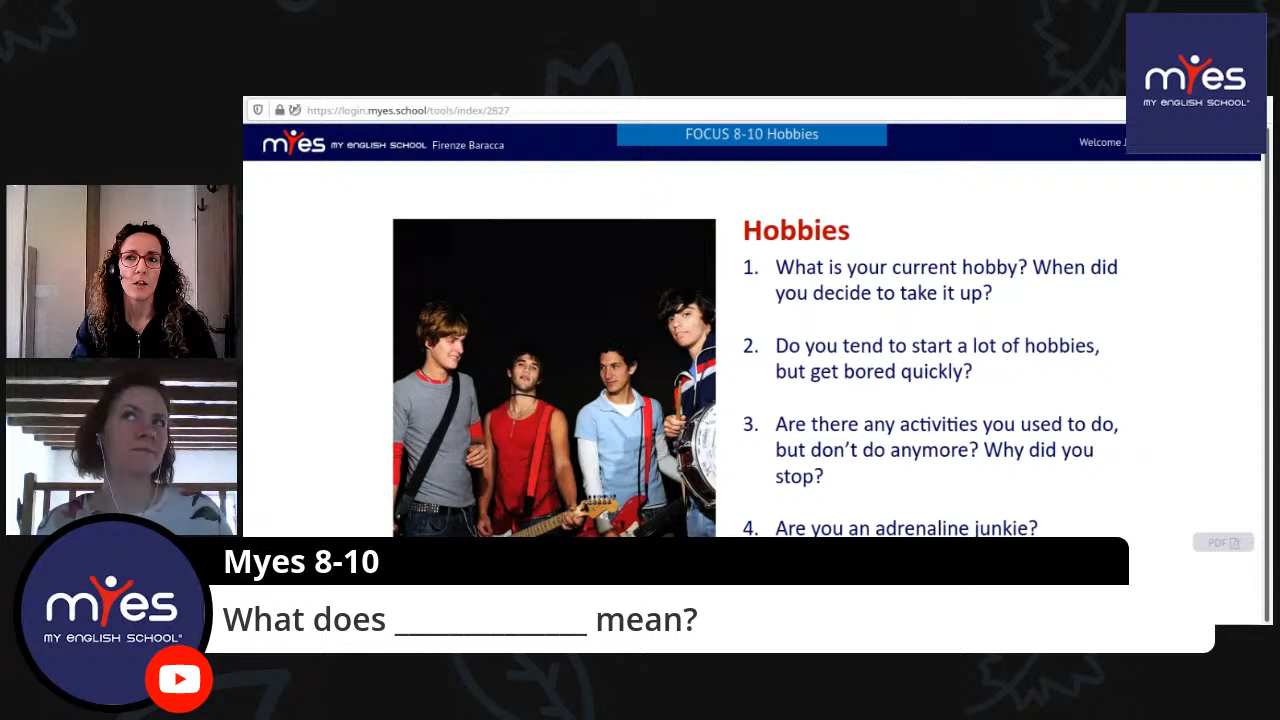 myes
MY ENGLISH SCHOOL®
https://login.myes.school/tools/index/2827
myes MY ENGLISH SCHOOL Firenze Baracca
FOCUS 8-10 Hobbies
Welcome J
Hobbies
1. What is your current hobby? When did
you decide to take it up?
2. Do you tend to start a lot of hobbies,
but get bored quickly?
3. Are there any activities you used to do,
but don’t do anymore? Why did you
stop?
4. Are you an adrenaline junkie?
PDF
Myes 8-10
What does ______________ mean?
myes
MY ENGLISH SCHOOL®